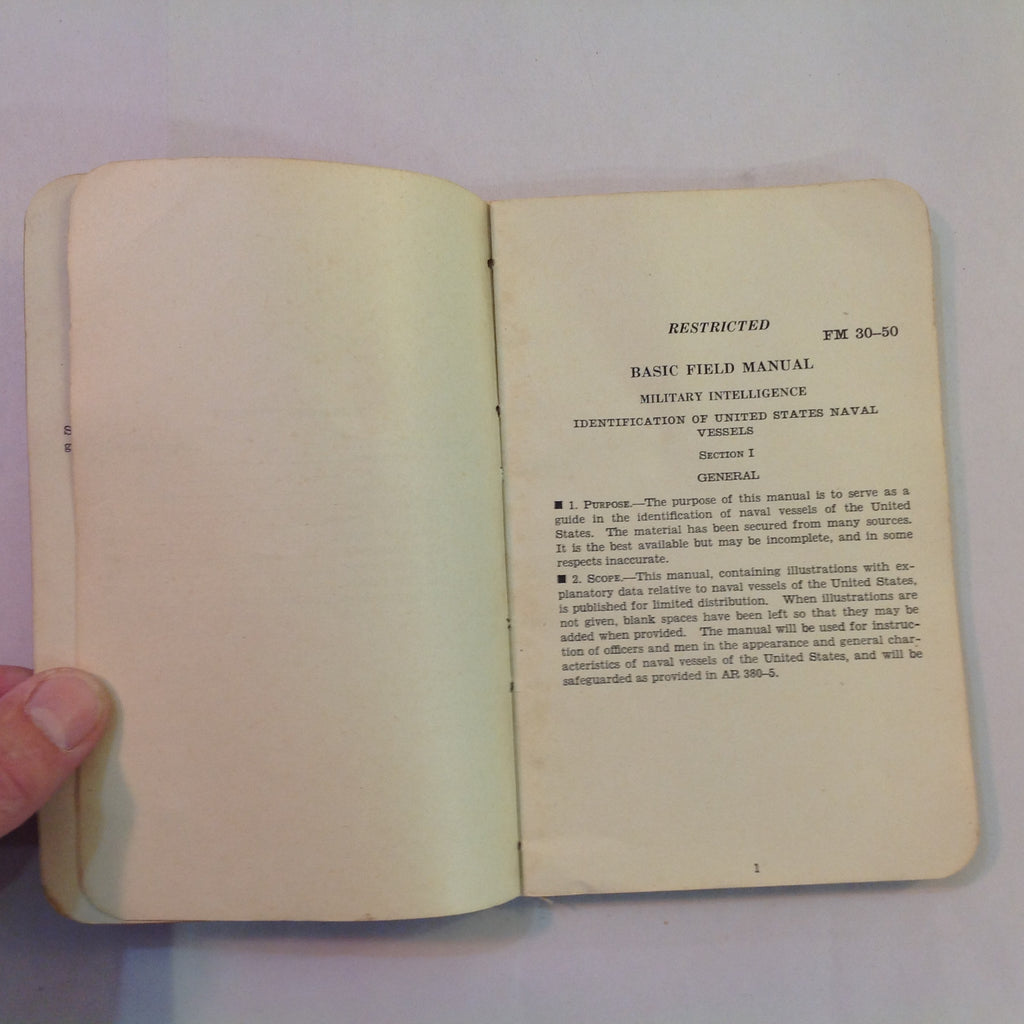 S
g
RESTRICTED
FM 30-50
BASIC FIELD MANUAL
MILITARY INTELLIGENCE
IDENTIFICATION OF UNITED STATES NAVAL
VESSELS
SECTION I
GENERAL
■ 1. PURPOSE.—The purpose of this manual is to serve as a
guide in the identification of naval vessels of the United
States. The material has been secured from many sources.
It is the best available but may be incomplete, and in some
respects inaccurate.
■ 2. SCOPE.—This manual, containing illustrations with ex-
planatory data relative to naval vessels of the United States,
is published for limited distribution. When illustrations are
not given, blank spaces have been left so that they may be
added when provided. The manual will be used for instruc-
tion of officers and men in the appearance and general char-
acteristics of naval vessels of the United States, and will be
safeguarded as provided in AR 380-5.
1